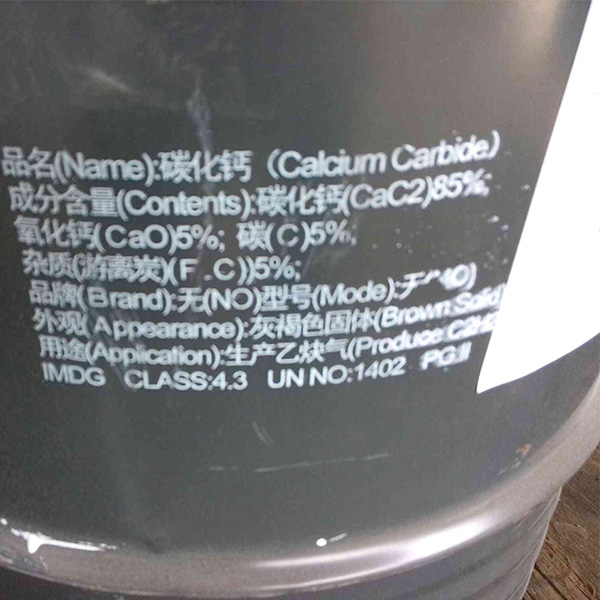 品名(Name):碳化钙（Calcium Carbide）
成分含量(Contents):碳化钙(CaC2)85%;
氧化钙(CaO)5%; 碳(C)5%;
杂质(游离炭)(F.C))5%;
品牌(Brand):无(NO)型号(Mode):无(NO)
外观(Appearance):灰褐色固体(Brown Solid)
用途(Application):生产乙炔气(Produce:C2H2
IMDG CLASS:4.3 UN NO:1402 PG:II